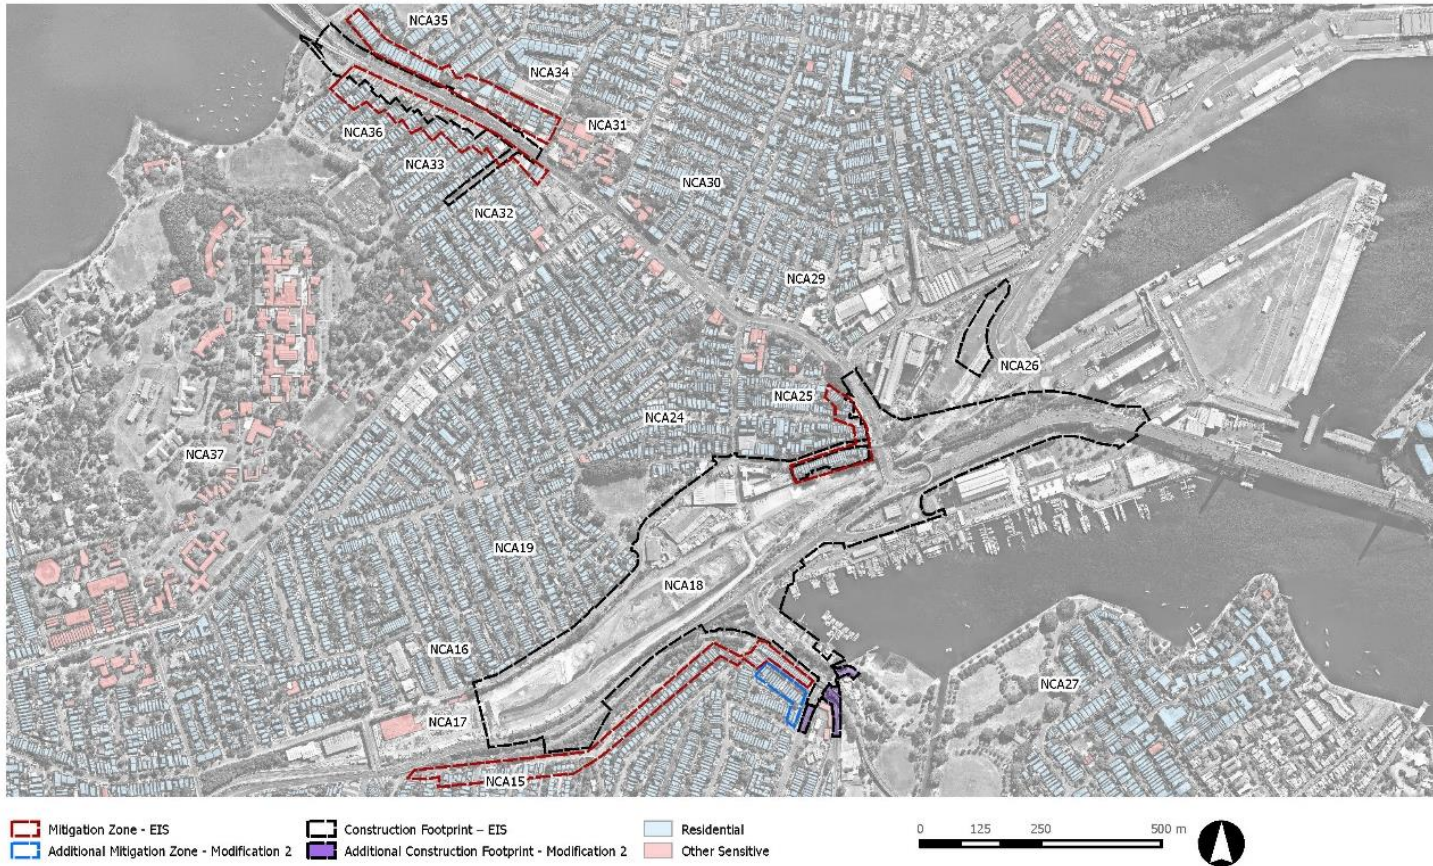 NCA35
NCA34
NCA31
NCA36
NCA33
NCA30
NCA32
NCA29
NCA26
NCA25
NCA24
NCA37
NCA19
NCA18
NCA16
NCA27
NCA17
NCA15
Mitigation Zone - EIS
Additional Mitigation Zone - Modification 2
Construction Footprint – EIS
Additional Construction Footprint - Modification 2
Residential
Other Sensitive
0 125 250 500 m